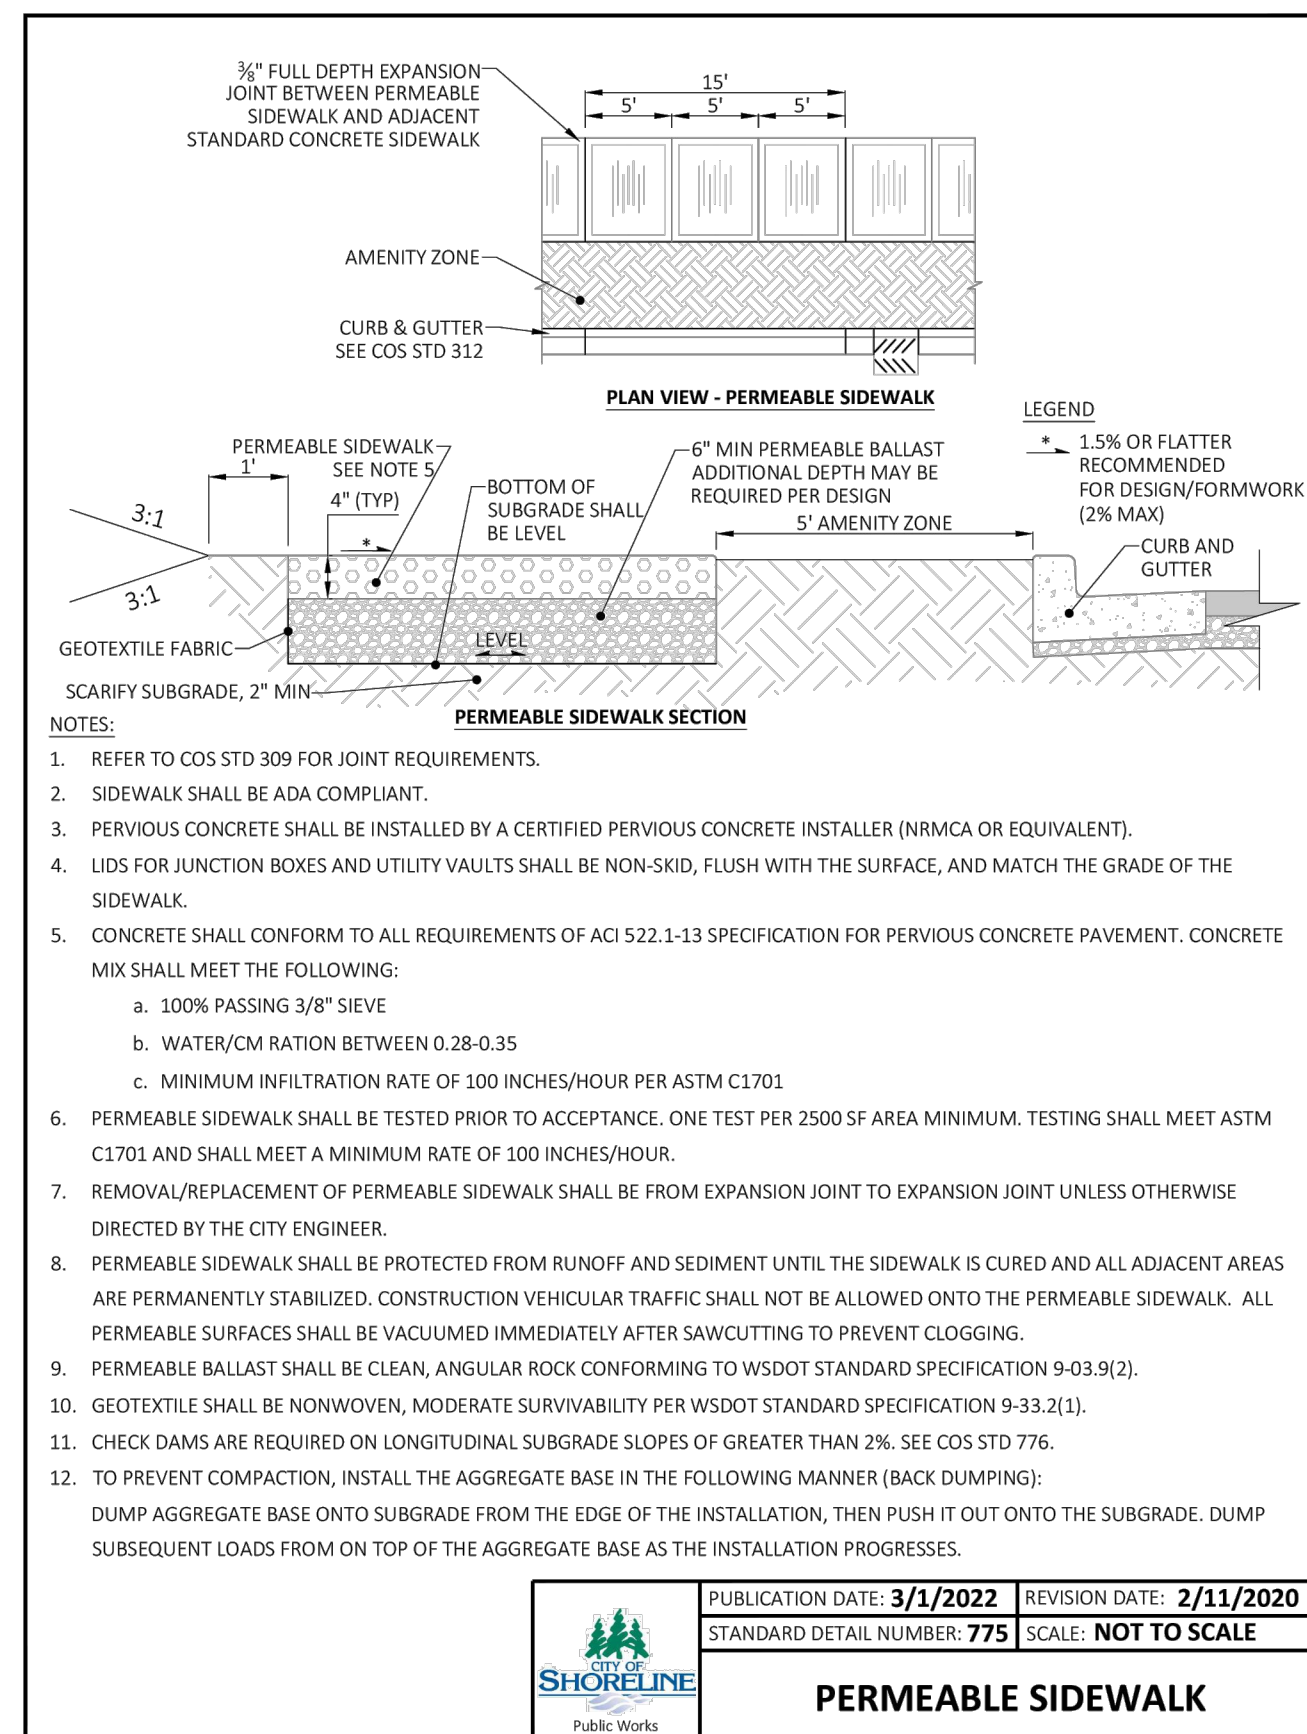 ⅜" FULL DEPTH EXPANSION
JOINT BETWEEN PERMEABLE
SIDEWALK AND ADJACENT
STANDARD CONCRETE SIDEWALK
15'
5' 5' 5'
AMENITY ZONE
CURB & GUTTER
SEE COS STD 312
PLAN VIEW - PERMEABLE SIDEWALK
LEGEND
* 1.5% OR FLATTER
RECOMMENDED
FOR DESIGN/FORMWORK
(2% MAX)
PERMEABLE SIDEWALK
SEE NOTE 5
1'
4" (TYP)
*
BOTTOM OF
SUBGRADE SHALL
BE LEVEL
6" MIN PERMEABLE BALLAST
ADDITIONAL DEPTH MAY BE
REQUIRED PER DESIGN
5' AMENITY ZONE
CURB AND
GUTTER
3:1
3:1
LEVEL
GEOTEXTILE FABRIC
SCARIFY SUBGRADE, 2" MIN
PERMEABLE SIDEWALK SECTION
NOTES:
1. REFER TO COS STD 309 FOR JOINT REQUIREMENTS.
2. SIDEWALK SHALL BE ADA COMPLIANT.
3. PERVIOUS CONCRETE SHALL BE INSTALLED BY A CERTIFIED PERVIOUS CONCRETE INSTALLER (NRMCA OR EQUIVALENT).
4. LIDS FOR JUNCTION BOXES AND UTILITY VAULTS SHALL BE NON-SKID, FLUSH WITH THE SURFACE, AND MATCH THE GRADE OF THE
SIDEWALK.
5. CONCRETE SHALL CONFORM TO ALL REQUIREMENTS OF ACI 522.1-13 SPECIFICATION FOR PERVIOUS CONCRETE PAVEMENT. CONCRETE
MIX SHALL MEET THE FOLLOWING:
a. 100% PASSING 3/8" SIEVE
b. WATER/CM RATION BETWEEN 0.28-0.35
c. MINIMUM INFILTRATION RATE OF 100 INCHES/HOUR PER ASTM C1701
6. PERMEABLE SIDEWALK SHALL BE TESTED PRIOR TO ACCEPTANCE. ONE TEST PER 2500 SF AREA MINIMUM. TESTING SHALL MEET ASTM
C1701 AND SHALL MEET A MINIMUM RATE OF 100 INCHES/HOUR.
7. REMOVAL/REPLACEMENT OF PERMEABLE SIDEWALK SHALL BE FROM EXPANSION JOINT TO EXPANSION JOINT UNLESS OTHERWISE
DIRECTED BY THE CITY ENGINEER.
8. PERMEABLE SIDEWALK SHALL BE PROTECTED FROM RUNOFF AND SEDIMENT UNTIL THE SIDEWALK IS CURED AND ALL ADJACENT AREAS
ARE PERMANENTLY STABILIZED. CONSTRUCTION VEHICULAR TRAFFIC SHALL NOT BE ALLOWED ONTO THE PERMEABLE SIDEWALK. ALL
PERMEABLE SURFACES SHALL BE VACUUMED IMMEDIATELY AFTER SAWCUTTING TO PREVENT CLOGGING.
9. PERMEABLE BALLAST SHALL BE CLEAN, ANGULAR ROCK CONFORMING TO WSDOT STANDARD SPECIFICATION 9-03.9(2).
10. GEOTEXTILE SHALL BE NONWOVEN, MODERATE SURVIVABILITY PER WSDOT STANDARD SPECIFICATION 9-33.2(1).
11. CHECK DAMS ARE REQUIRED ON LONGITUDINAL SUBGRADE SLOPES OF GREATER THAN 2%. SEE COS STD 776.
12. TO PREVENT COMPACTION, INSTALL THE AGGREGATE BASE IN THE FOLLOWING MANNER (BACK DUMPING):
DUMP AGGREGATE BASE ONTO SUBGRADE FROM THE EDGE OF THE INSTALLATION, THEN PUSH IT OUT ONTO THE SUBGRADE. DUMP
SUBSEQUENT LOADS FROM ON TOP OF THE AGGREGATE BASE AS THE INSTALLATION PROGRESSES.
CITY OF
SHORELINE
Public Works
PUBLICATION DATE: 3/1/2022
REVISION DATE: 2/11/2020
STANDARD DETAIL NUMBER: 775
SCALE: NOT TO SCALE
PERMEABLE SIDEWALK